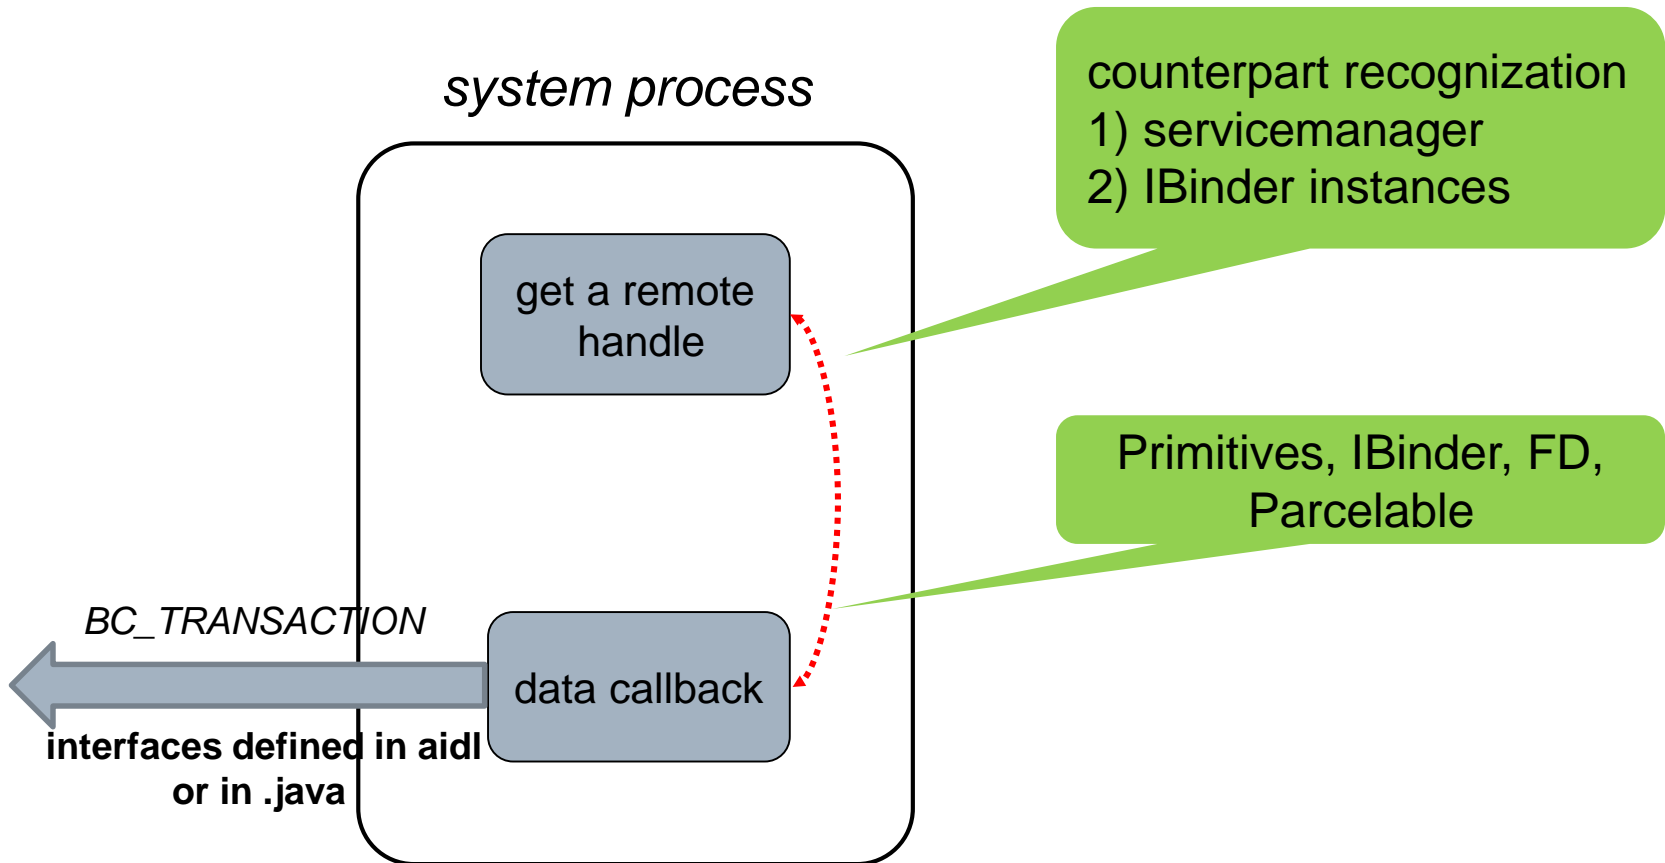 system process
counterpart recognization
1) servicemanager
2) IBinder instances
get a remote
handle
Primitives, IBinder, FD,
Parcelable
BC_TRANSACTION
data callback
interfaces defined in aidl
or in .java